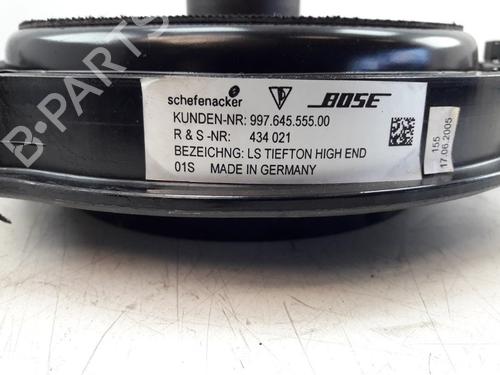 schefenacker BOSE
KUNDEN-NR: 997.645.555.00
R & S -NR: 434 021
BEZEICHNG: LS TIEFTON HIGH END
01S MADE IN GERMANY
155
17.06.2005
B-PARTS